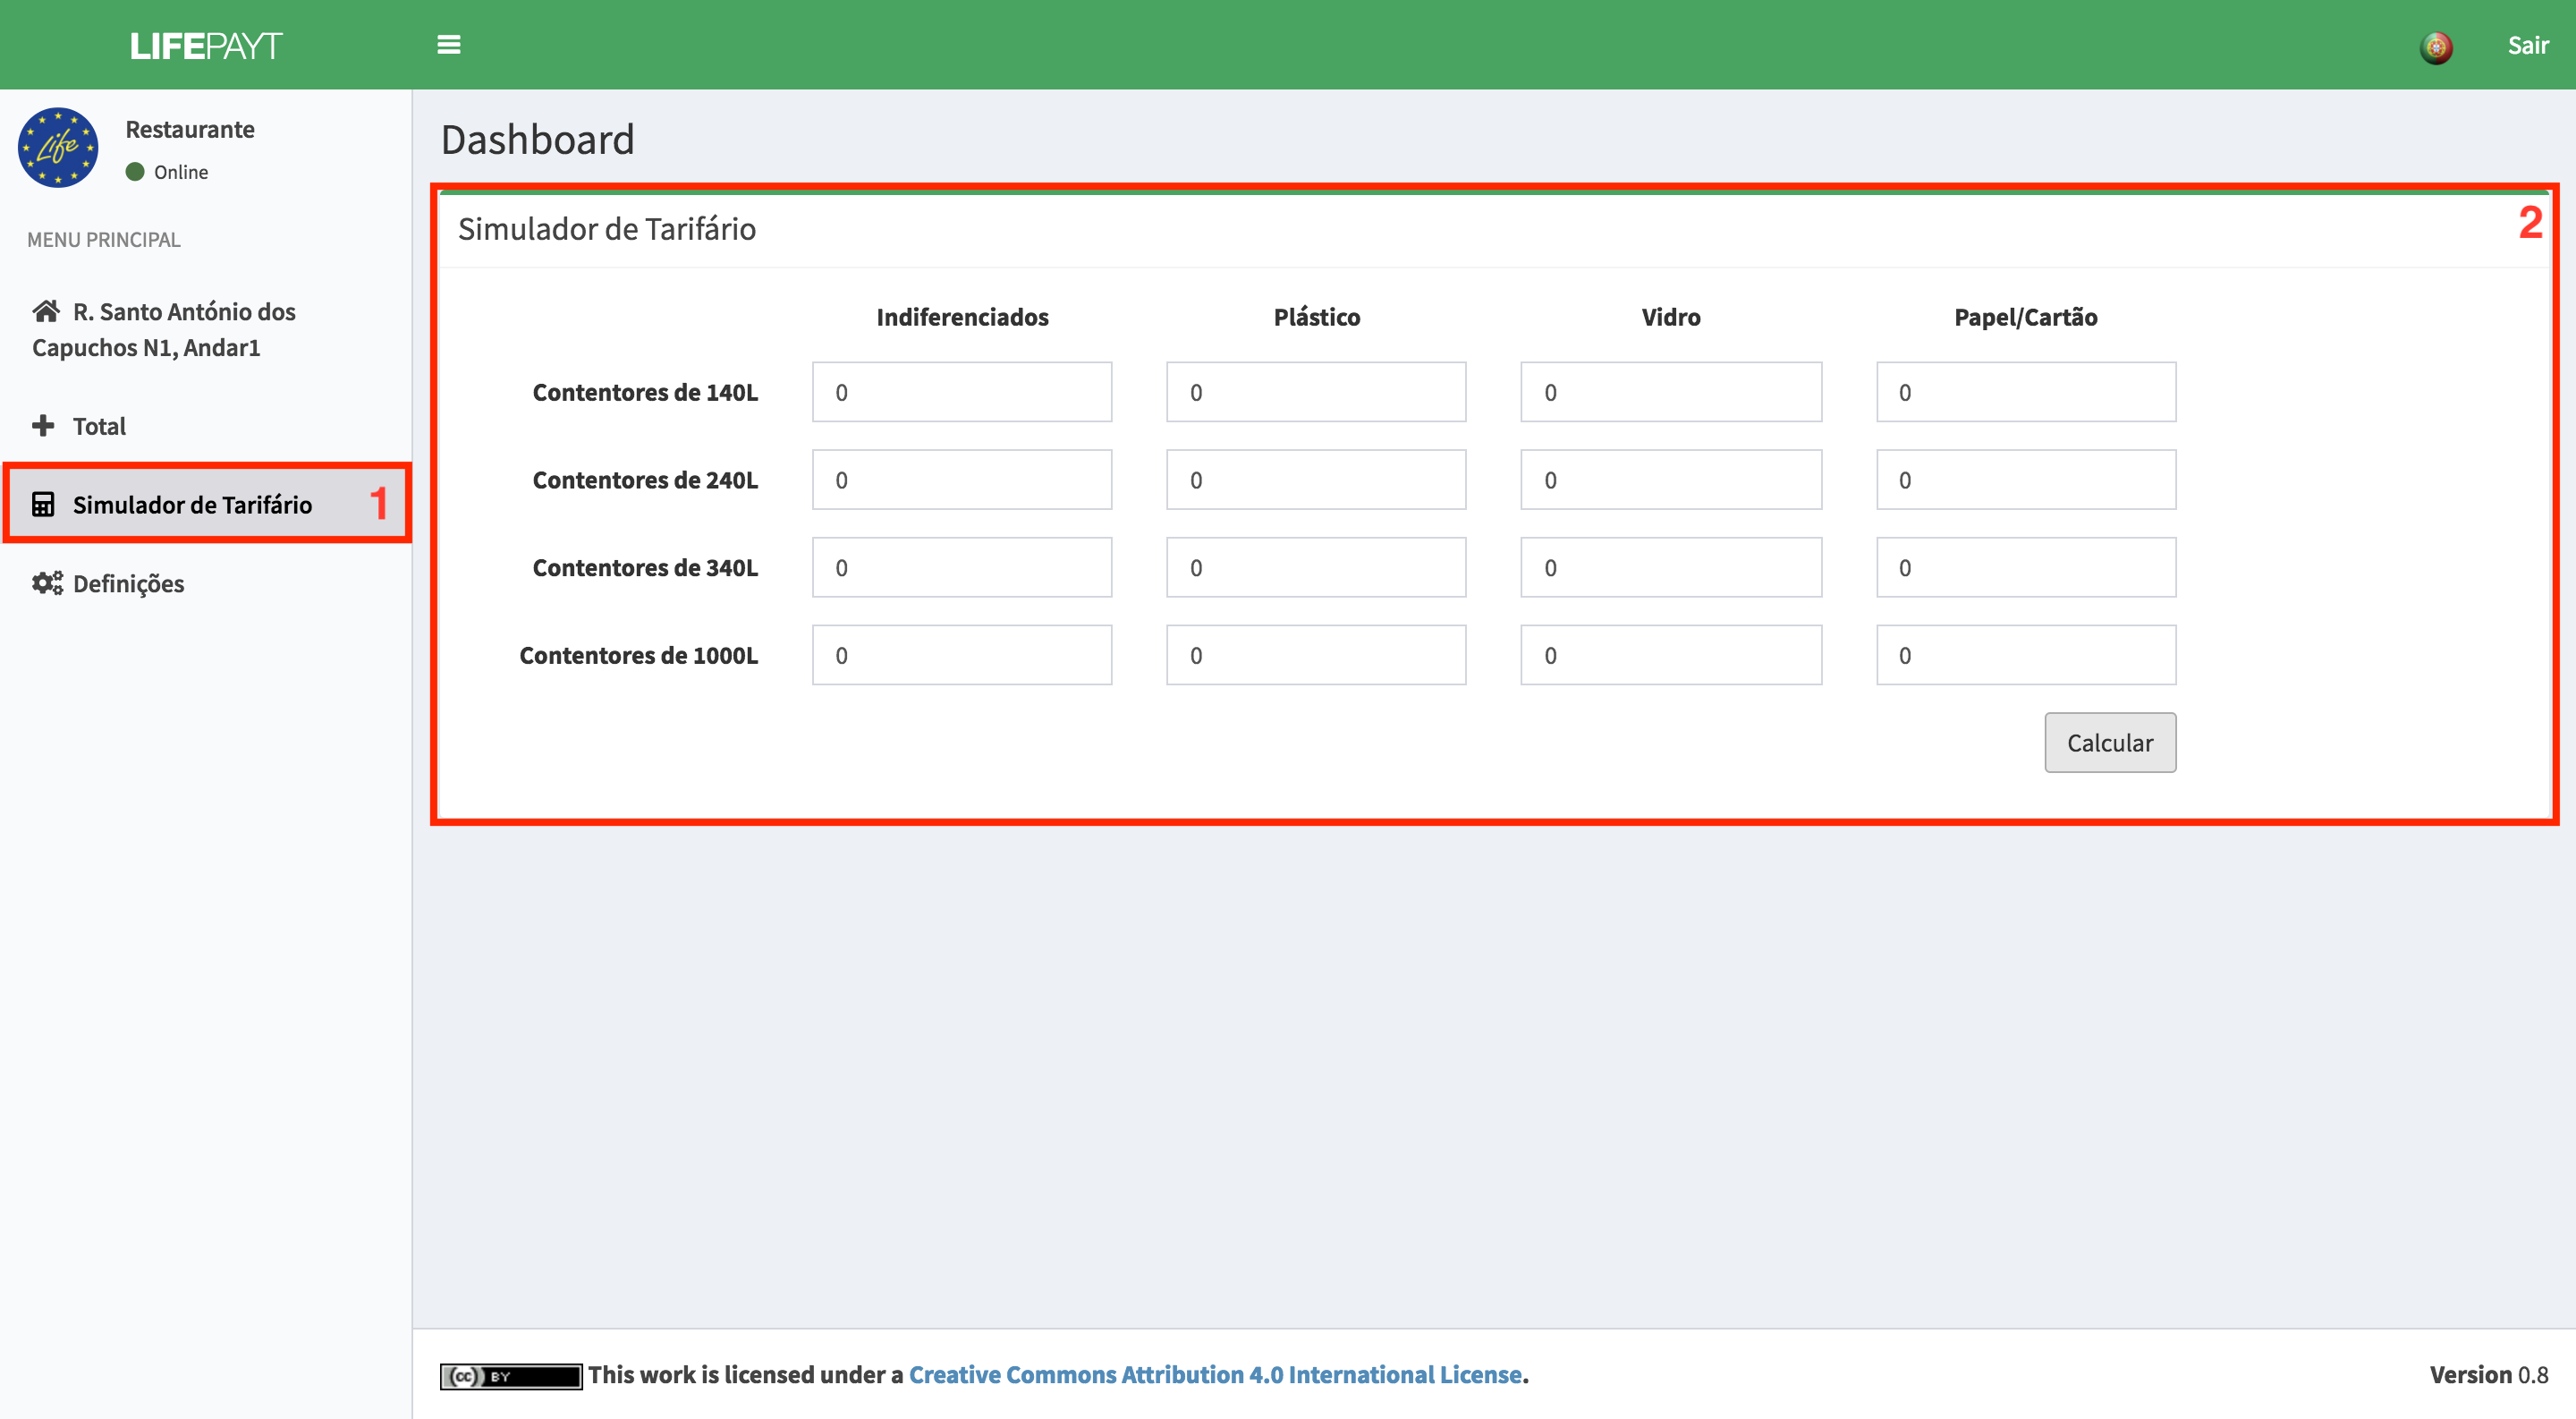 LIFEPAYT
Sair
Life
Restaurante
Online
MENU PRINCIPAL
R. Santo António dos
Capuchos N1, Andar1
Total
Simulador de Tarifário 1
Definições
Dashboard
Simulador de Tarifário 2
Indiferenciados Plástico Vidro Papel/Cartão
Contentores de 140L 0 0 0 0
Contentores de 240L 0 0 0 0
Contentores de 340L 0 0 0 0
Contentores de 1000L 0 0 0 0
Calcular
(cc) BY This work is licensed under a Creative Commons Attribution 4.0 International License. Version 0.8